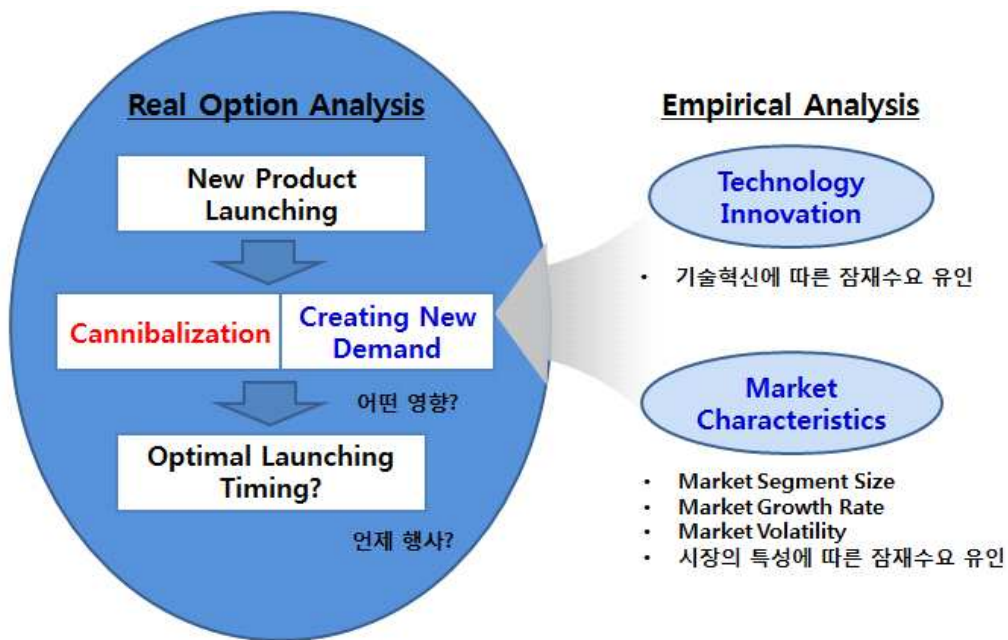 Real Option Analysis
New Product
Launching
Cannibalization
Creating New
Demand
어떤 영향?
Optimal Launching
Timing?
언제 행사?
Empirical Analysis
Technology
Innovation
• 기술혁신에 따른 잠재수요 유인
Market
Characteristics
• Market Segment Size
• Market Growth Rate
• Market Volatility
• 시장의 특성에 따른 잠재수요 유인